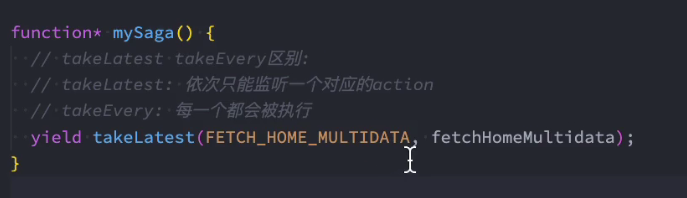 function* mySaga() {
// takeLatest takeEvery区别:
// takeLatest: 依次只能监听一个对应的action
// takeEvery: 每一个都会被执行
yield takeLatest(FETCH_HOME_MULTIDATA, fetchHomeMultidata);
}